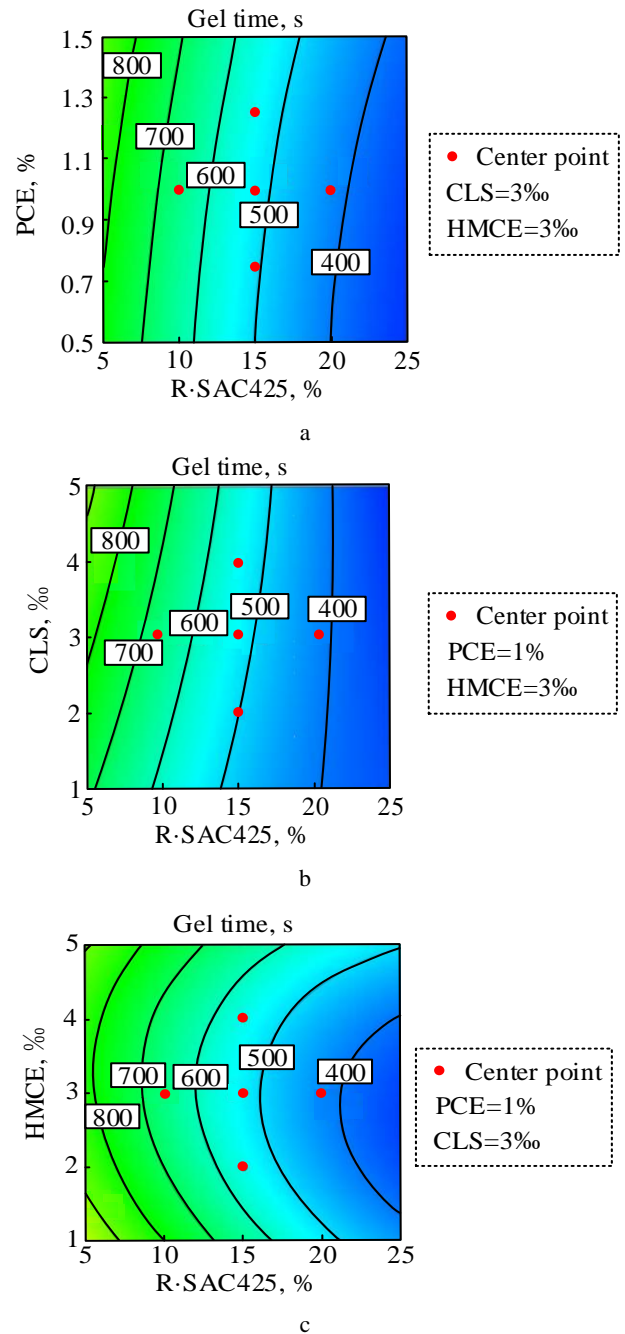 Gel time, s
1.5
800
1.3
700
1.1
600
PCE, %
0.9
500
400
0.7
0.5
5 10 15 20 25
R·SAC425, %
Center point
CLS=3‰
HMCE=3‰
a
Gel time, s
5
800
4
CLS, ‰
3
700
600
500
400
2
1
5 10 15 20 25
R·SAC425, %
Center point
PCE=1%
HMCE=3‰
b
Gel time, s
5
4
HMCE, ‰
3
700
600
500
400
800
2
1
5 10 15 20 25
R·SAC425, %
Center point
PCE=1%
CLS=3‰
c